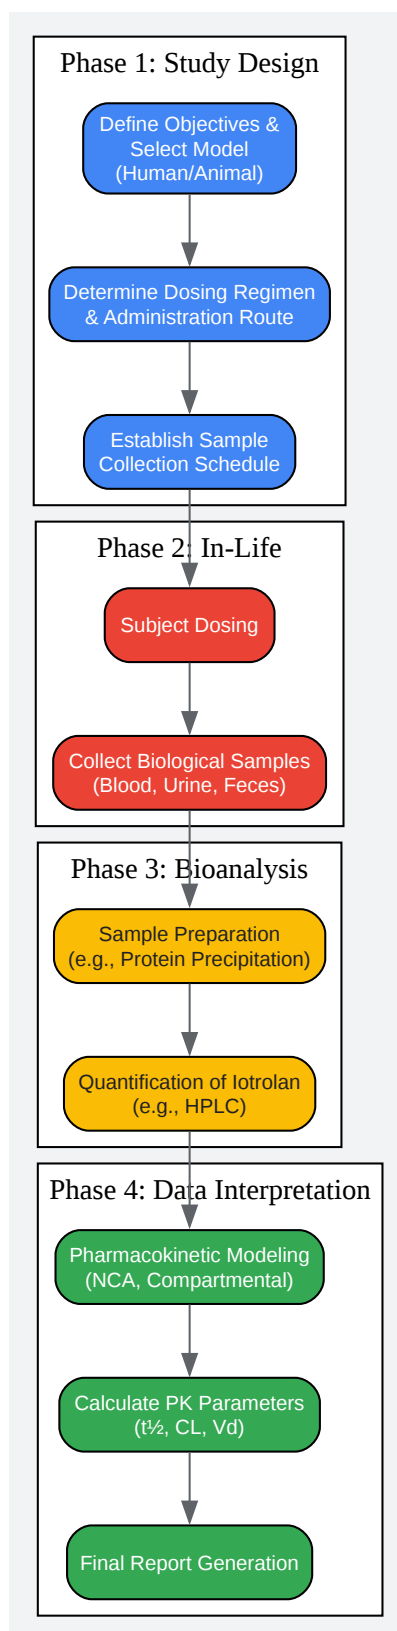 Phase 1: Study Design
Define Objectives &
Select Model
(Human/Animal)
Determine Dosing Regimen
& Administration Route
Establish Sample
Collection Schedule
Phase 2: In-Life
Subject Dosing
Collect Biological Samples
(Blood, Urine, Feces)
Phase 3: Bioanalysis
Sample Preparation
(e.g., Protein Precipitation)
Quantification of Iotrolan
(e.g., HPLC)
Phase 4: Data Interpretation
Pharmacokinetic Modeling
(NCA, Compartmental)
Calculate PK Parameters
(t½, CL, Vd)
Final Report Generation